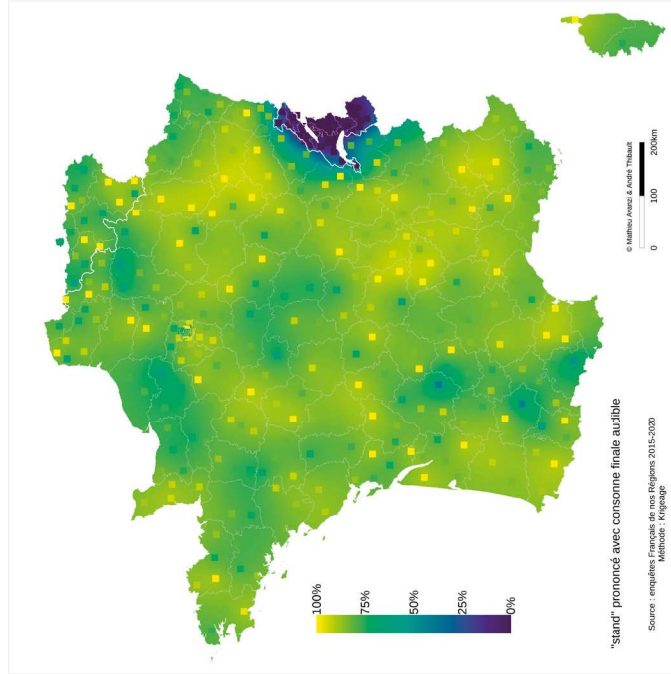 100%
75%
50%
25%
0%
"stand" prononcé avec consonne finale audible
Source : enquêtes Français de nos Régions 2015-2020
Méthode : Krigeage
© Mathieu Avanzi & André Thibault
0 100 200km